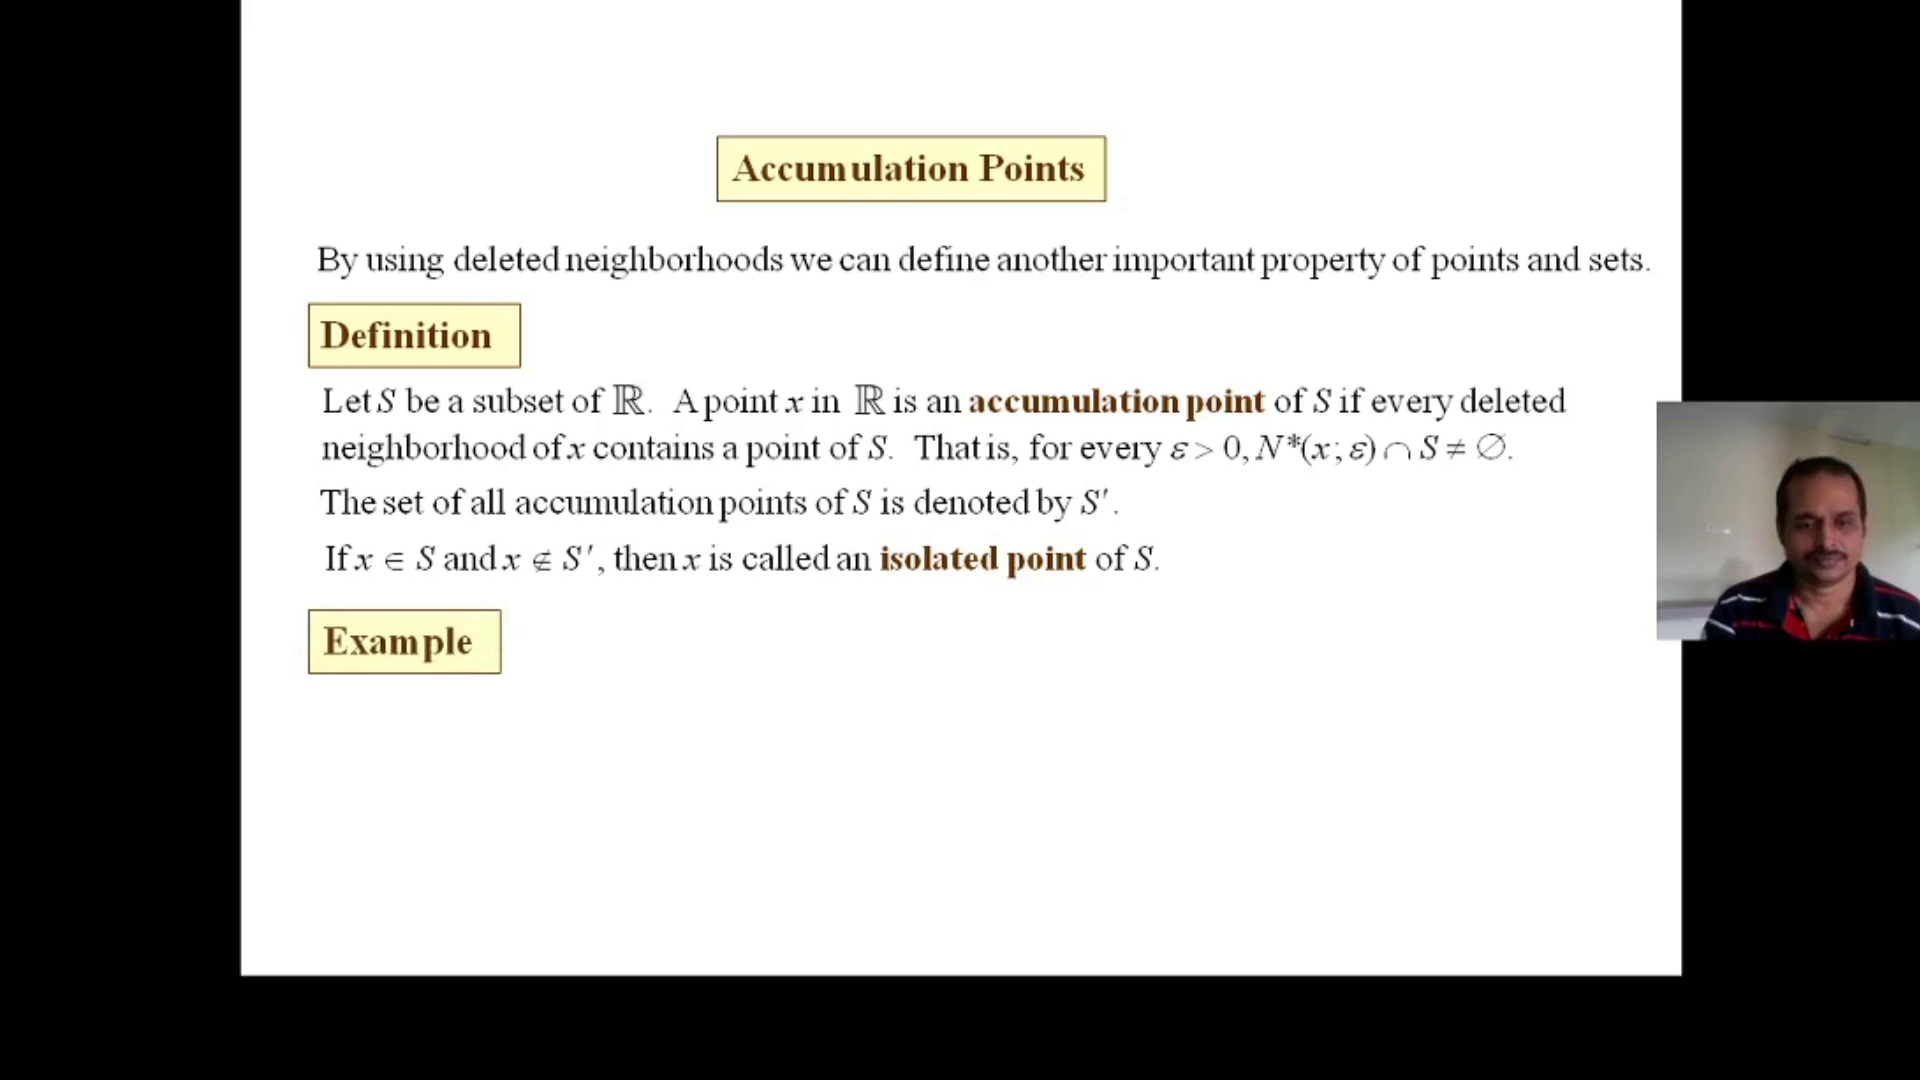 Accumulation Points
By using deleted neighborhoods we can define another important property of points and sets.
Definition
Let S be a subset of ℝ. A point x in ℝ is an accumulation point of S if every deleted
neighborhood of x contains a point of S. That is, for every ε > 0, N*(x; ε) ∩ S ≠ ∅.
The set of all accumulation points of S is denoted by S′.
If x ∈ S and x ∉ S′, then x is called an isolated point of S.
Example